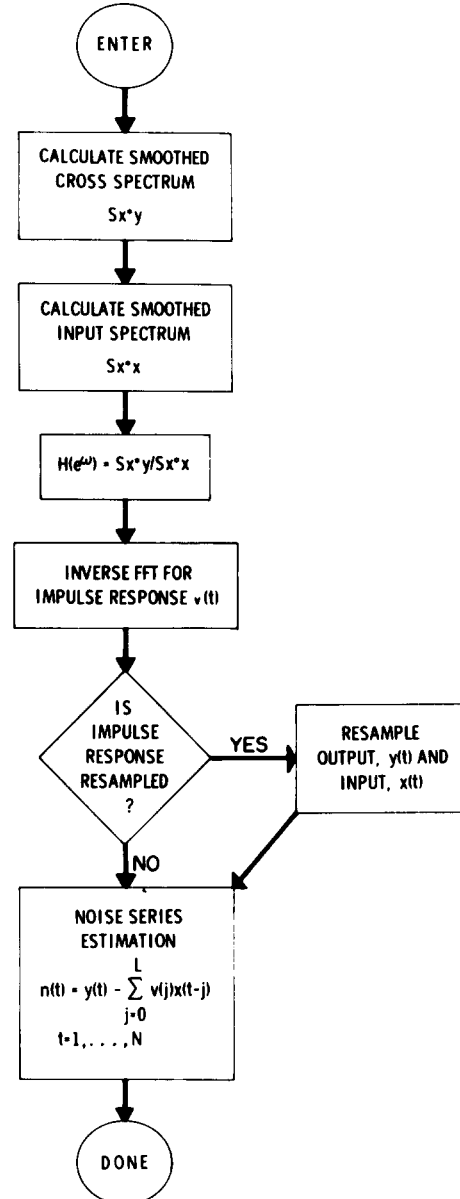 ENTER
CALCULATE SMOOTHED
CROSS SPECTRUM
Sx*y
CALCULATE SMOOTHED
INPUT SPECTRUM
Sx*x
H(e^ω) = Sx*y/Sx*x
INVERSE FFT FOR
IMPULSE RESPONSE v(t)
IS
IMPULSE
RESPONSE
RESAMPLED
?
YES
RESAMPLE
OUTPUT, y(t) AND
INPUT, x(t)
NO
NOISE SERIES
ESTIMATION
L
n(t) = y(t) - Σ v(j)x(t-j)
j=0
t=1, . . . , N
DONE